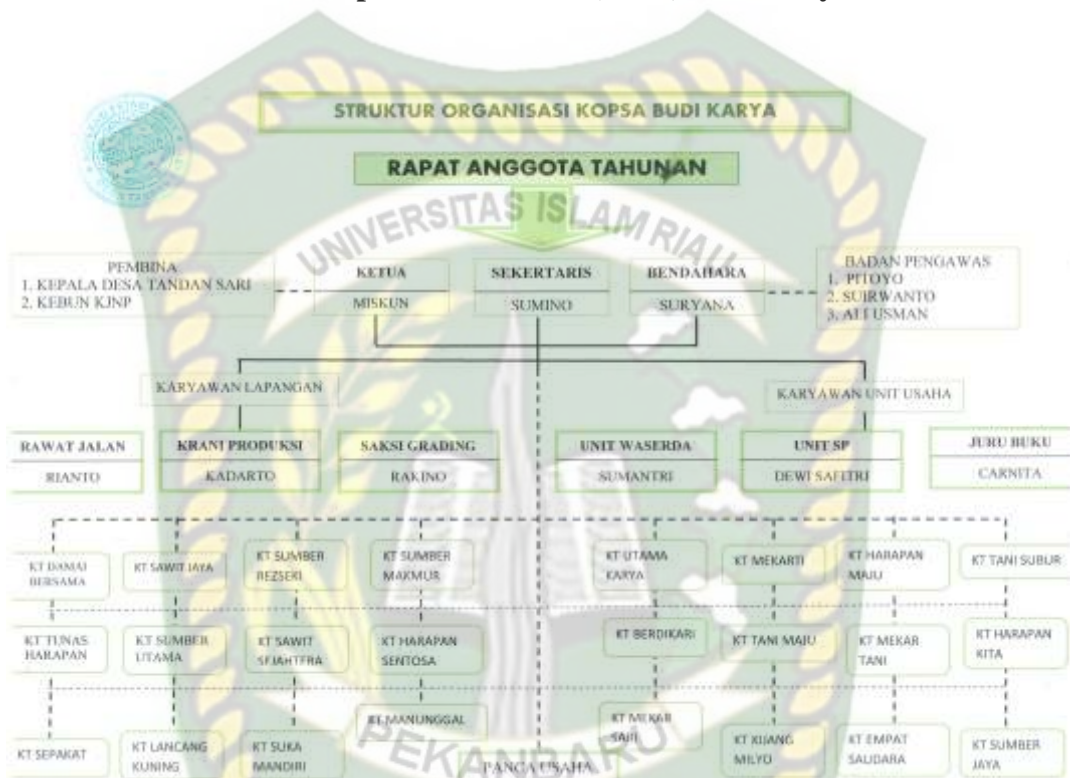 STRUKTUR ORGANISASI KOPSA BUDI KARYA
RAPAT ANGGOTA TAHUNAN
UNIVERSITAS ISLAM RIAU
PEMBINA
1. KEPALA DESA TANDAN SARI
2. KEBUN KJNP
KETUA
MISKUN
SEKERTARIS
SUMINO
BENDAHARA
SURYANA
BADAN PENGAWAS
1. PITOYO
2. SUIRWANTO
3. ALI USMAN
KARYAWAN LAPANGAN
KARYAWAN UNIT USAHA
RAWAT JALAN
RIANTO
KRANI PRODUKSI
KADARTO
SAKSI GRADING
RAKINO
UNIT WASERDA
SUMANTRI
UNIT SP
DEWI SAFITRI
JURU BUKU
CARNITA
KT DAMAI
BERSAMA
KT SAWIT JAYA
KT SUMBER
REZSEKI
KT SUMBER
MAKMUR
KT UTAMA
KARYA
KT MEKARTI
KT HARAPAN
MAJU
KT TANI SUBUR
KT TUNAS
HARAPAN
KT SUMBER
UTAMA
KT SAWIT
SEJAHTERA
KT HARAPAN
SENTOSA
KT BERDIKARI
KT TANI MAJU
KT MEKAR
TANI
KT HARAPAN
KITA
KT SEPAKAT
KT LANCANG
KUNING
KT SUKA
MANDIRI
KT MANUNGGAL
KT MEKAR
SARI
KT KIJANG
MILYO
KT EMPAT
SAUDARA
KT SUMBER
JAYA
PEKANBARU
PANCA USAHA